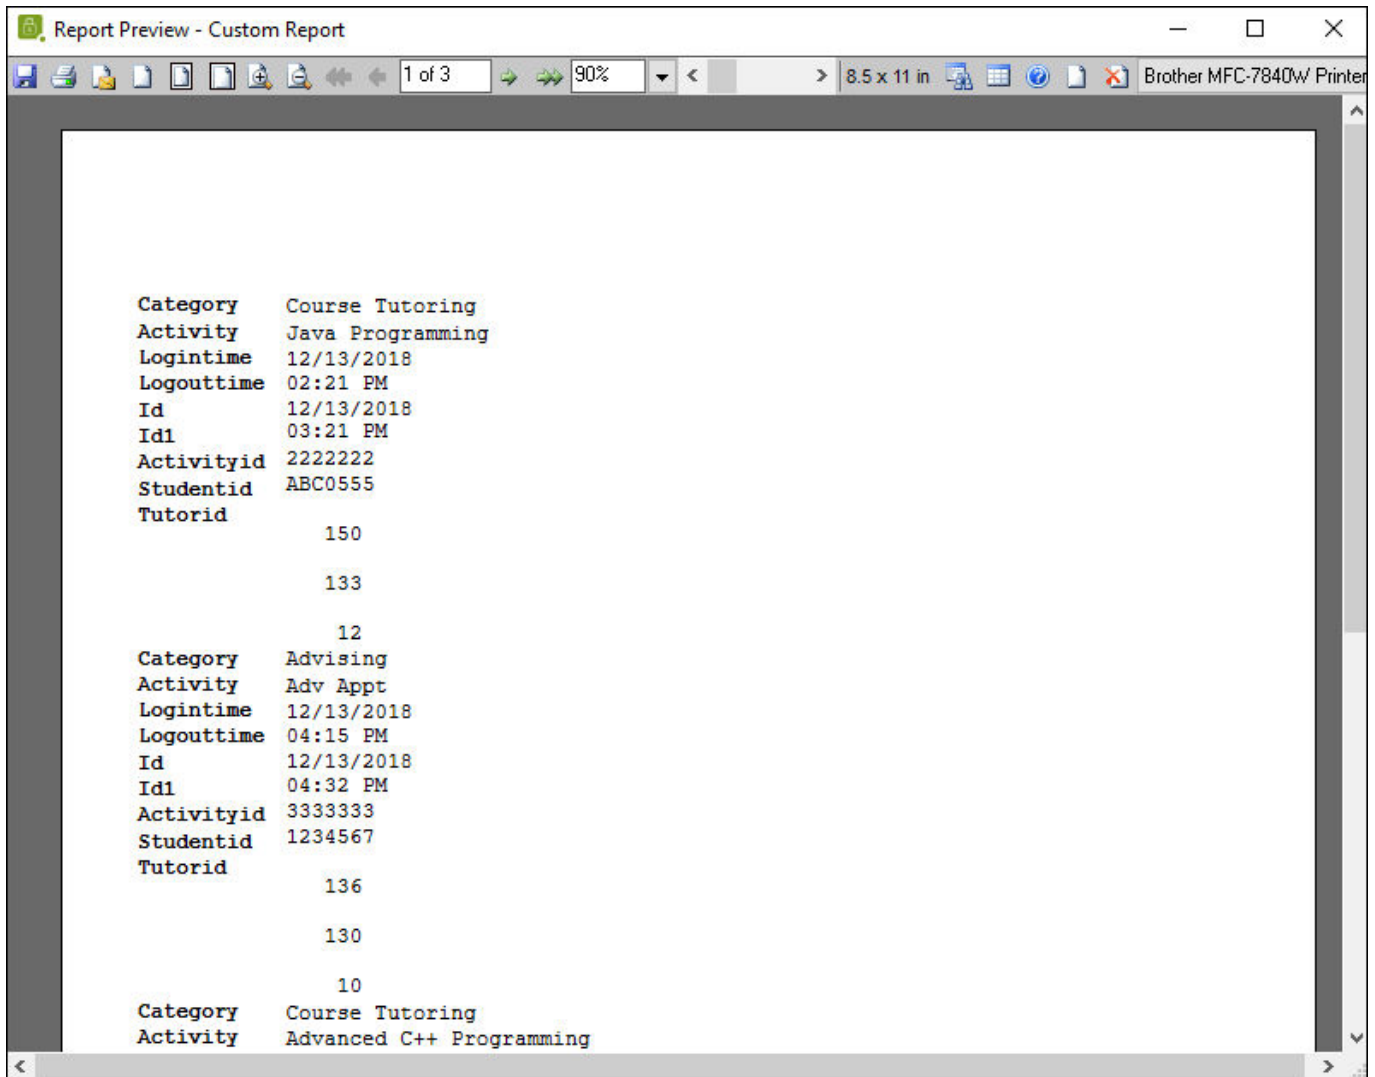 Report Preview - Custom Report
1 of 3 90% 8.5 x 11 in Brother MFC-7840W Printer
Category Course Tutoring
Activity Java Programming
Logintime 12/13/2018
Logouttime 02:21 PM
Id 12/13/2018
Id1 03:21 PM
Activityid 2222222
Studentid ABC0555
Tutorid
150
133
12
Category Advising
Activity Adv Appt
Logintime 12/13/2018
Logouttime 04:15 PM
Id 12/13/2018
Id1 04:32 PM
Activityid 3333333
Studentid 1234567
Tutorid
136
130
10
Category Course Tutoring
Activity Advanced C++ Programming